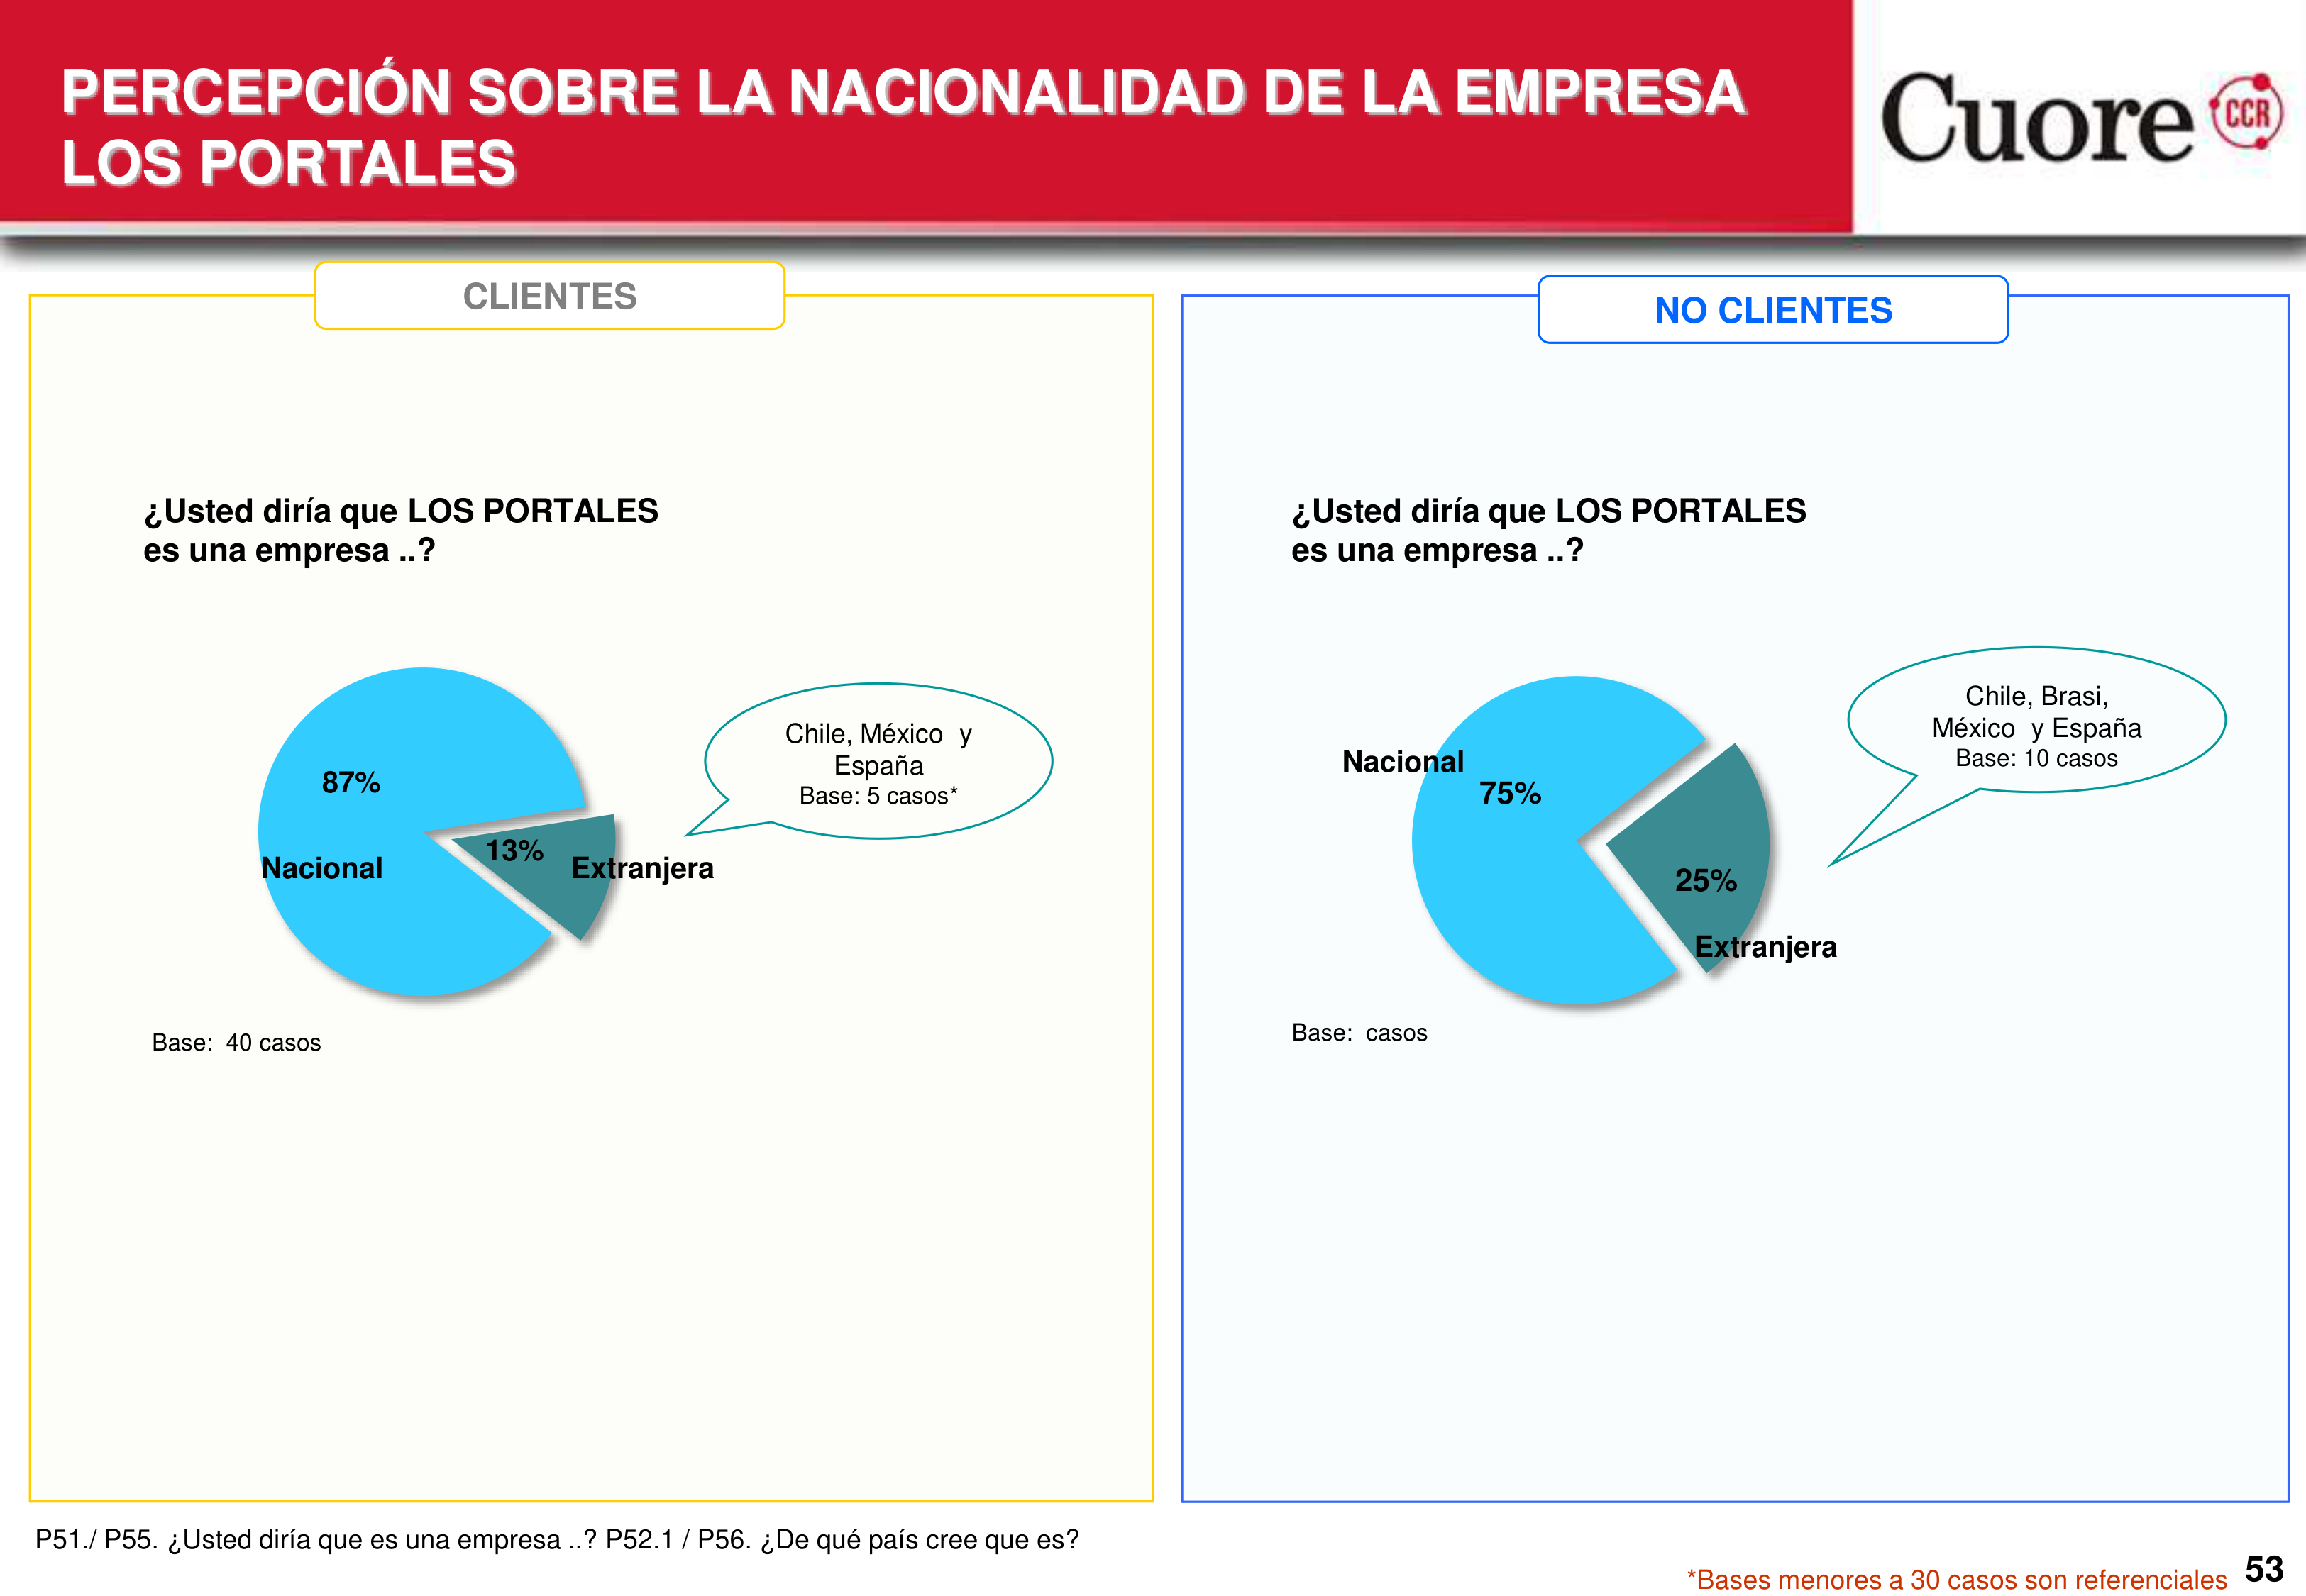 PERCEPCIÓN SOBRE LA NACIONALIDAD DE LA EMPRESA
LOS PORTALES
Cuore CCR
CLIENTES
¿Usted diría que LOS PORTALES
es una empresa ..?
87%
Nacional
13%
Extranjera
Chile, México y
España
Base: 5 casos*
Base: 40 casos
NO CLIENTES
¿Usted diría que LOS PORTALES
es una empresa ..?
Nacional
75%
25%
Extranjera
Chile, Brasi,
México y España
Base: 10 casos
Base: casos
P51./ P55. ¿Usted diría que es una empresa ..? P52.1 / P56. ¿De qué país cree que es?
*Bases menores a 30 casos son referenciales
53